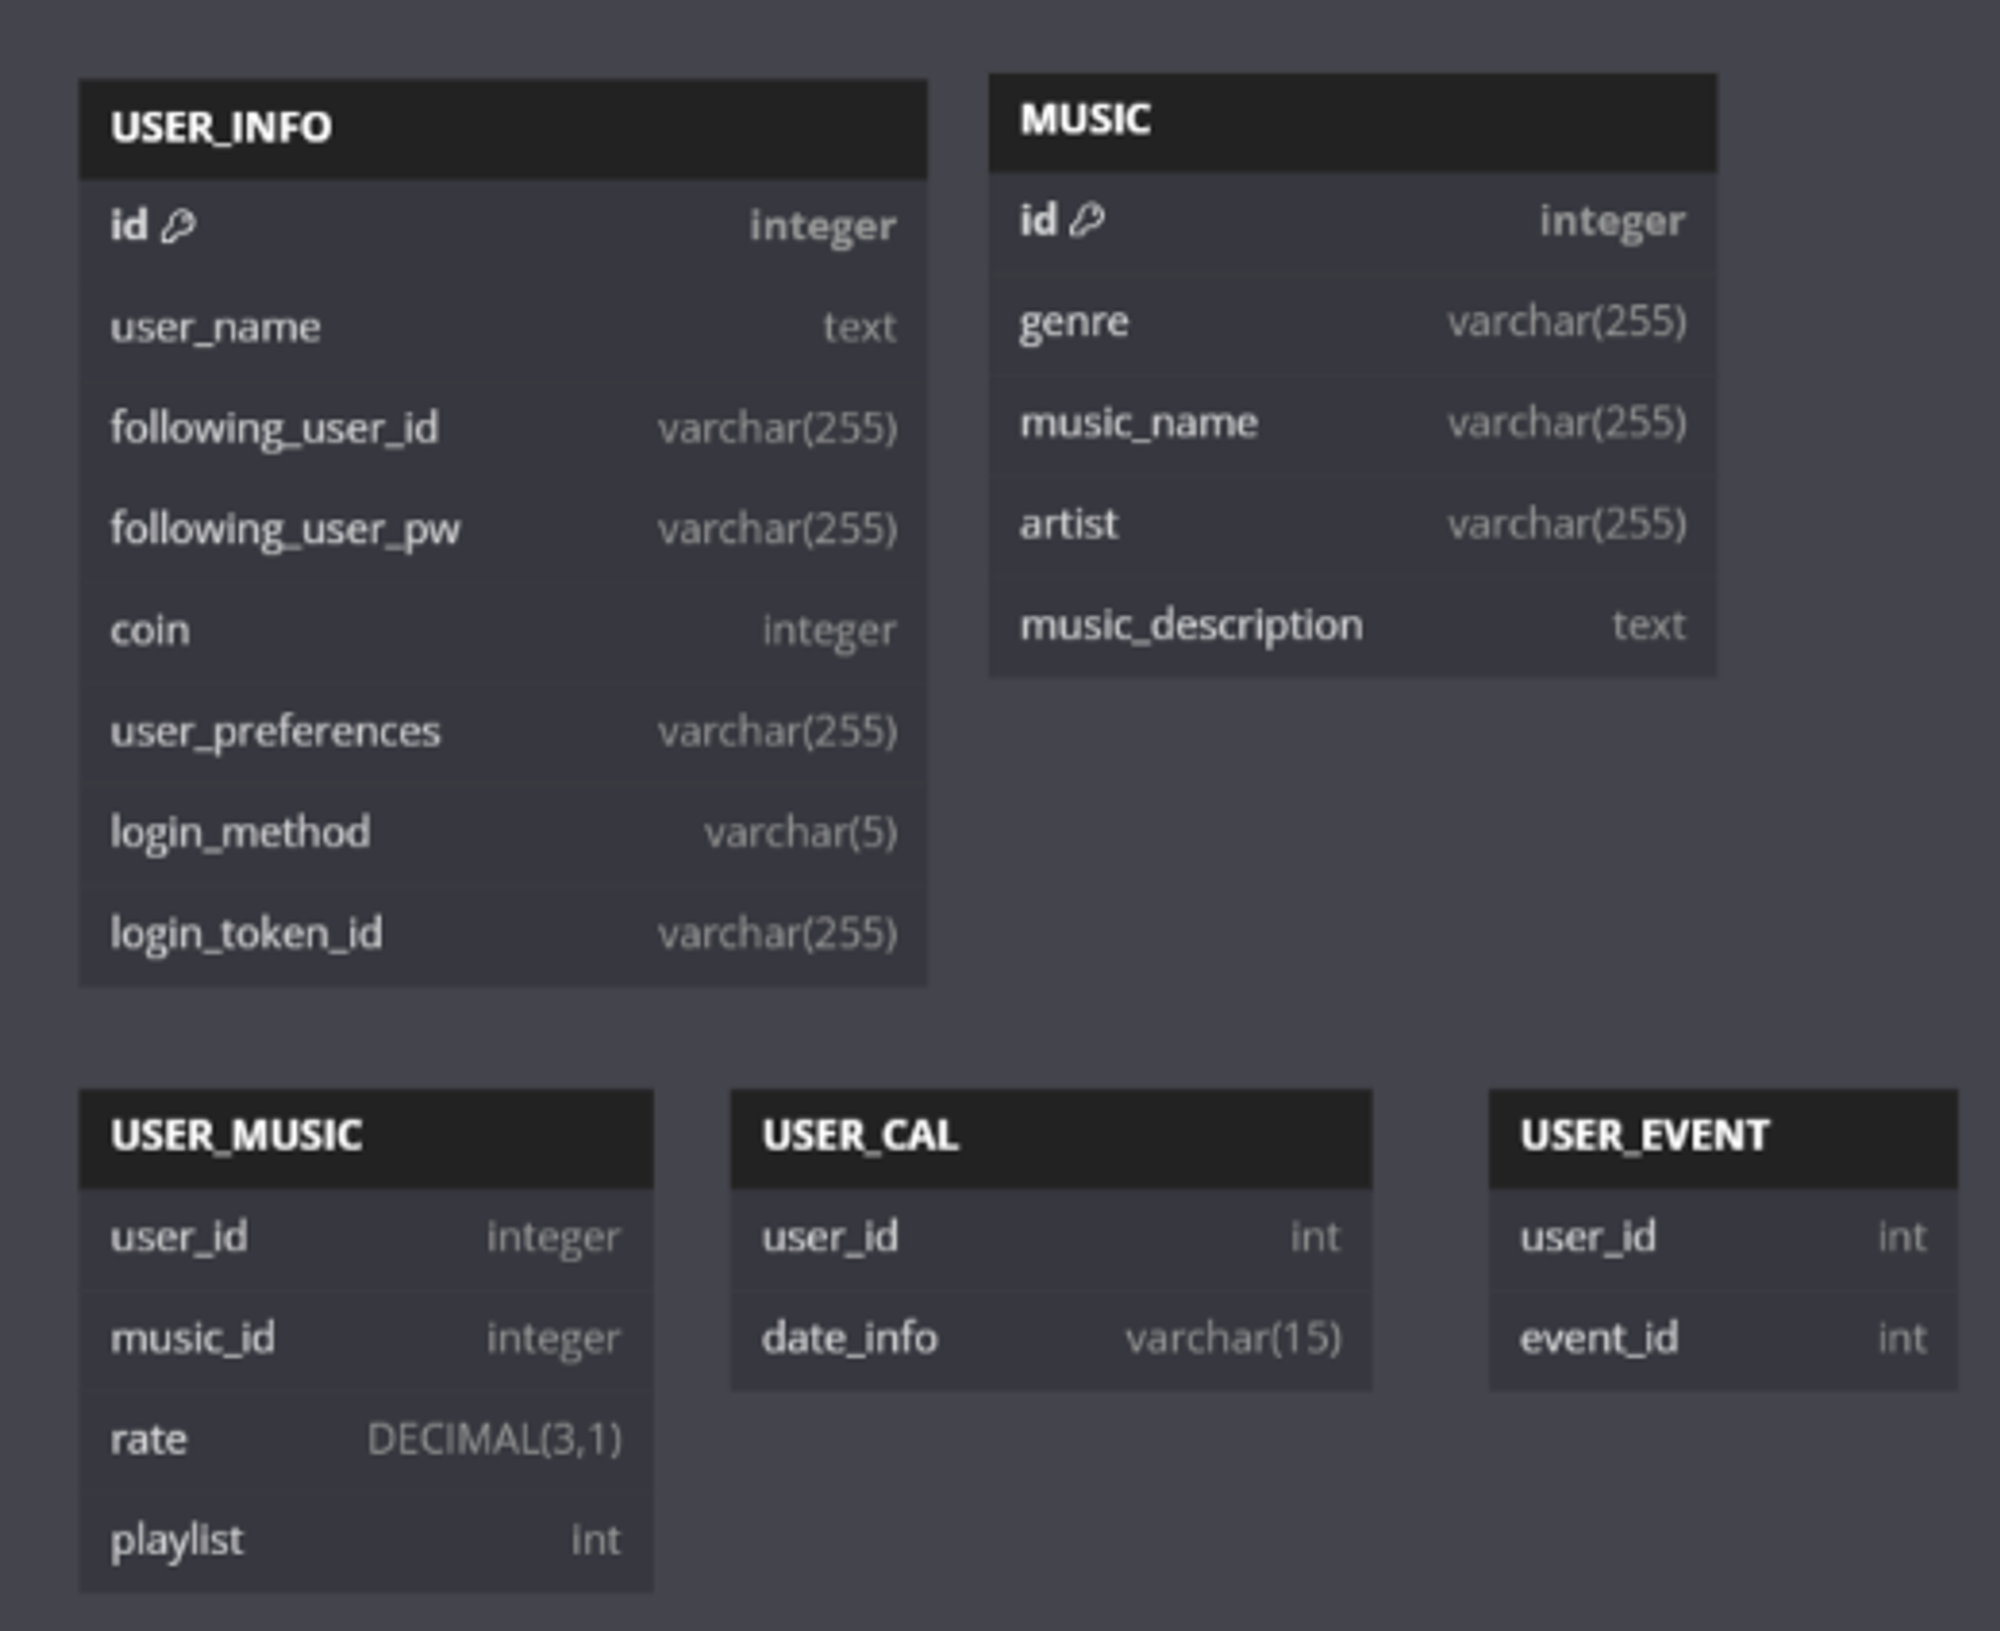 USER_INFO
id integer
user_name text
following_user_id varchar(255)
following_user_pw varchar(255)
coin integer
user_preferences varchar(255)
login_method varchar(5)
login_token_id varchar(255)
MUSIC
id integer
genre varchar(255)
music_name varchar(255)
artist varchar(255)
music_description text
USER_MUSIC
user_id integer
music_id integer
rate DECIMAL(3,1)
playlist int
USER_CAL
user_id int
date_info varchar(15)
USER_EVENT
user_id int
event_id int